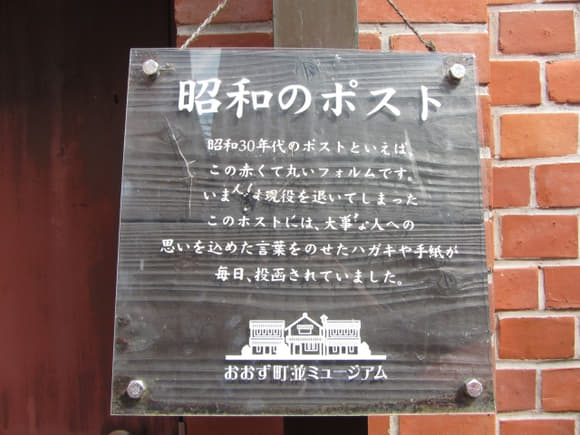 昭和のポスト
昭和30年代のポストといえば、
この赤くて丸いフォルムです。
いま 現役を退いてしまった
このポストには、大事な人への
思いを込めた言葉をのせたハガキや手紙が
毎日、投函されていました。
おおず町並ミュージアム